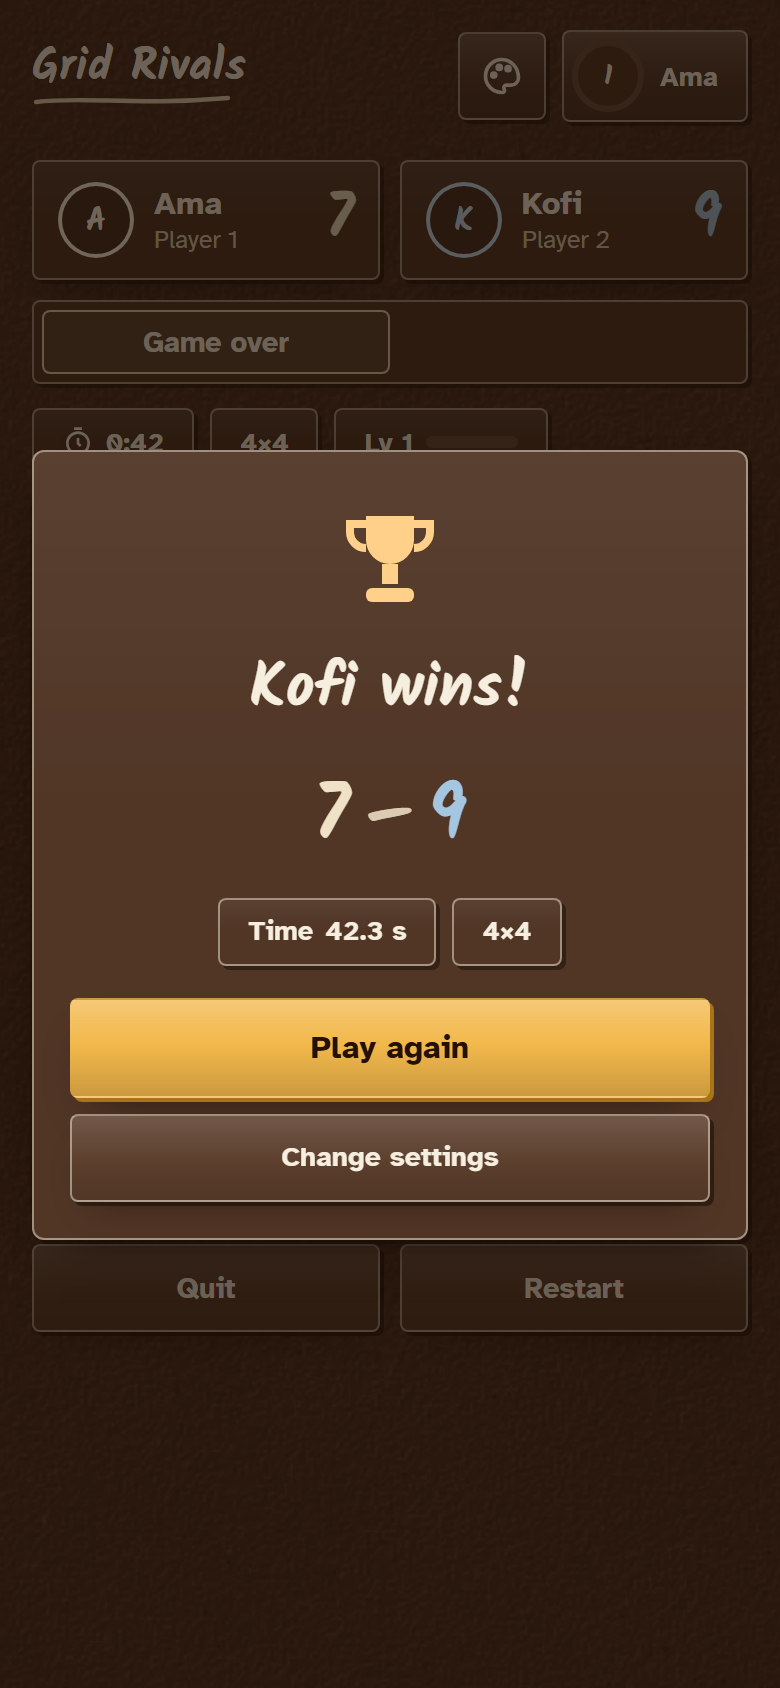 Grid Rivals
1 Ama
A Ama 7
Player 1
K Kofi 9
Player 2
Game over
0:42 4×4 Lv 1
Kofi wins!
7 – 9
Time 42.3 s 4×4
Play again
Change settings
Quit Restart